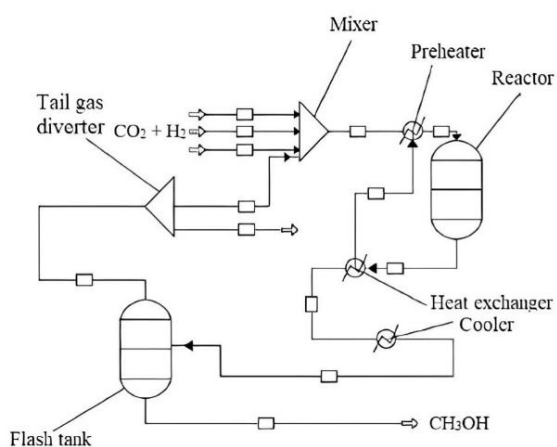 Mixer
Preheater
Reactor
Tail gas
diverter
CO₂ + H₂
Heat exchanger
Cooler
CH3OH
Flash tank